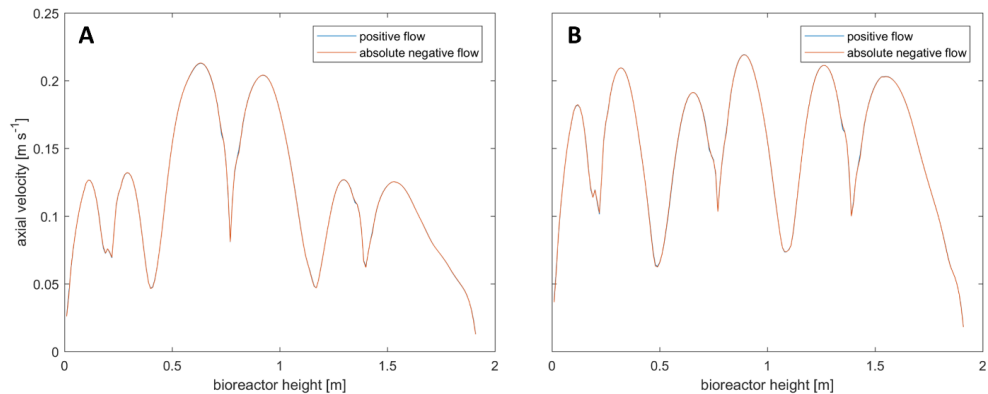 A
positive flow
absolute negative flow
0.25
0.2
0.15
0.1
0.05
0
axial velocity [m s-1]
0
0.5
1
1.5
2
bioreactor height [m]
B
positive flow
absolute negative flow
0
0.5
1
1.5
2
bioreactor height [m]